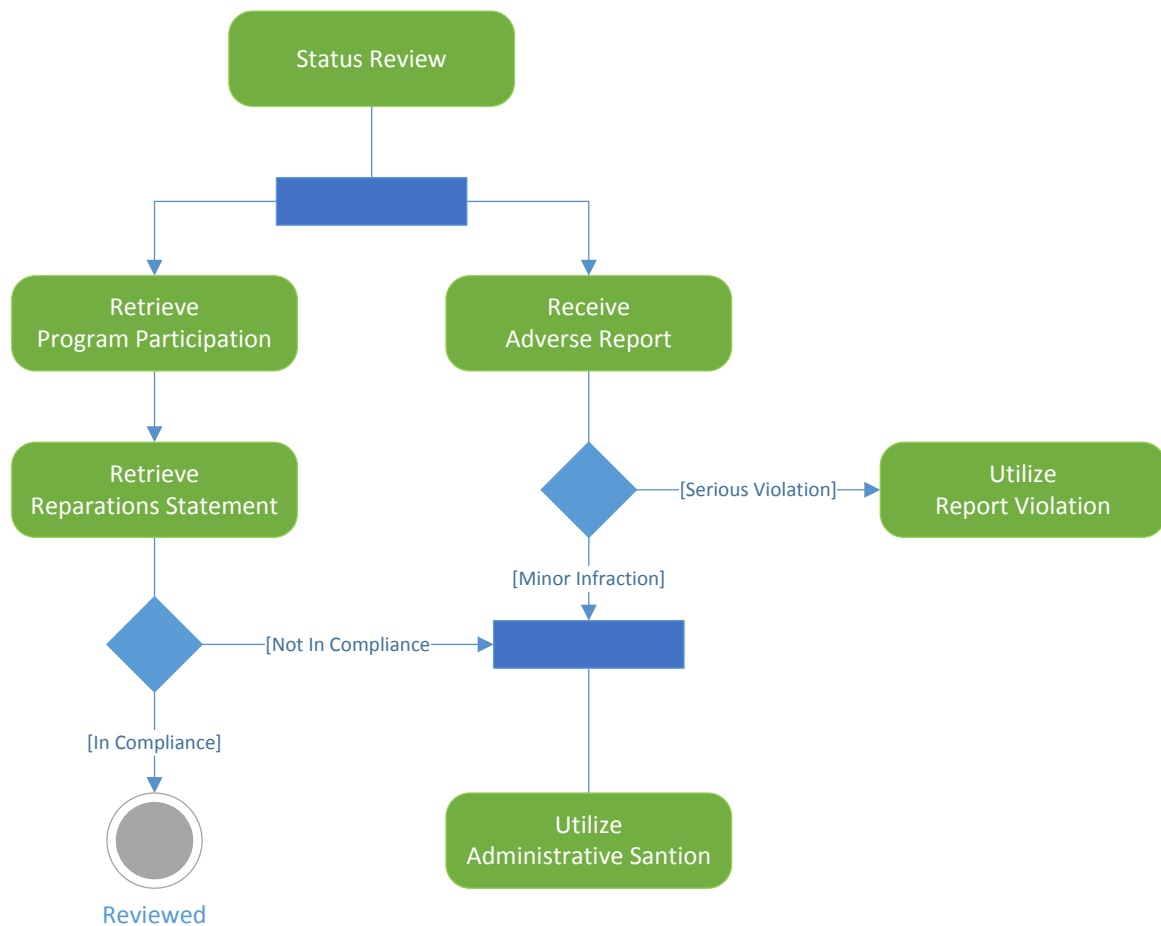 Status Review
Retrieve
Program Participation
Receive
Adverse Report
Retrieve
Reparations Statement
[Serious Violation]
Utilize
Report Violation
[Minor Infraction]
[Not In Compliance
[In Compliance]
Utilize
Administrative Santion
Reviewed